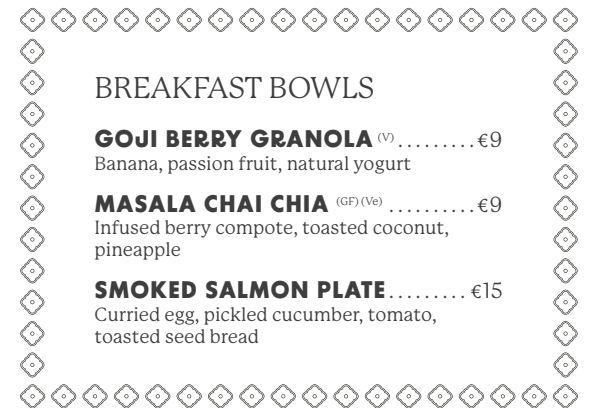 BREAKFAST BOWLS
GOJI BERRY GRANOLA (V).........€9
Banana, passion fruit, natural yogurt
MASALA CHAI CHIA (GF)(Ve) ..........€9
Infused berry compote, toasted coconut,
pineapple
SMOKED SALMON PLATE.........€15
Curried egg, pickled cucumber, tomato,
toasted seed bread